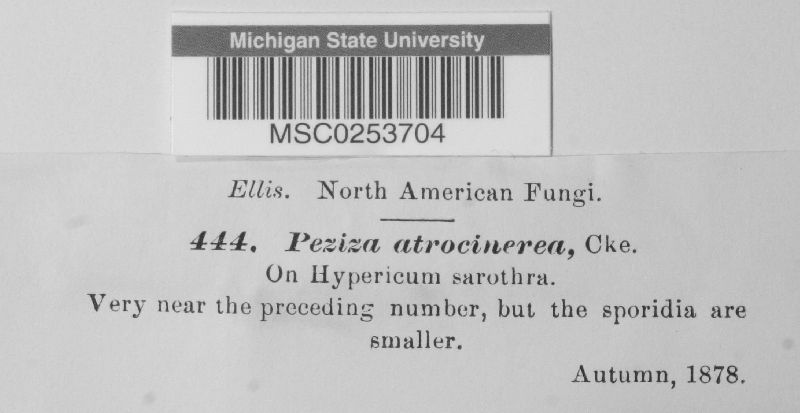 Michigan State University
MSC0253704
Ellis. North American Fungi.
444. Peziza atrocinerea, Cke.
On Hypericum sarothra.
Very near the preceding number, but the sporidia are
smaller.
Autumn, 1878.